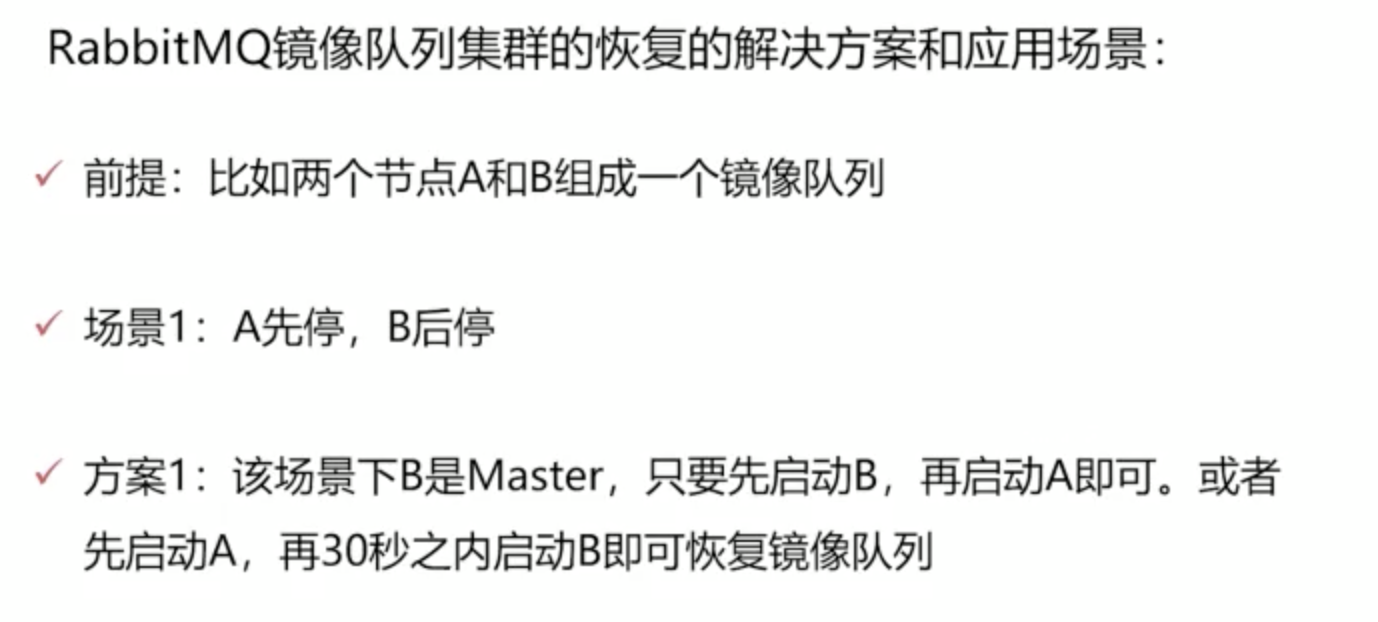 RabbitMQ镜像队列集群的恢复的解决方案和应用场景：
前提：比如两个节点A和B组成一个镜像队列
场景1：A先停，B后停
方案1：该场景下B是Master，只要先启动B，再启动A即可。或者
先启动A，再30秒之内启动B即可恢复镜像队列